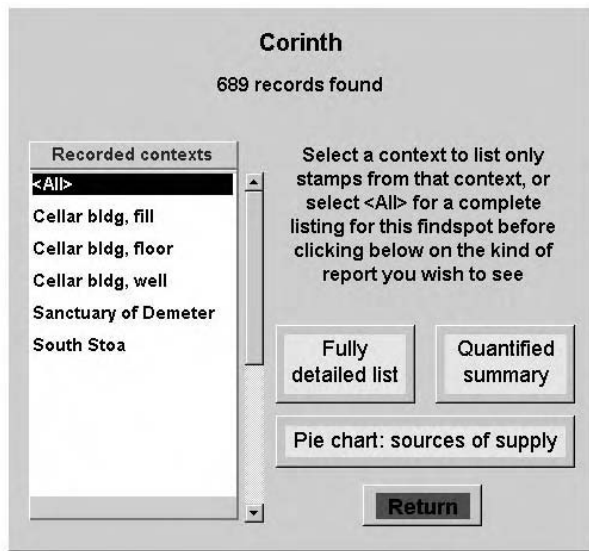 Corinth
689 records found
Recorded contexts
<All>
Cellar bldg, fill
Cellar bldg, floor
Cellar bldg, well
Sanctuary of Demeter
South Stoa
Select a context to list only
stamps from that context, or
select <All> for a complete
listing for this findspot before
clicking below on the kind of
report you wish to see
Fully
detailed list
Quantified
summary
Pie chart: sources of supply
Return